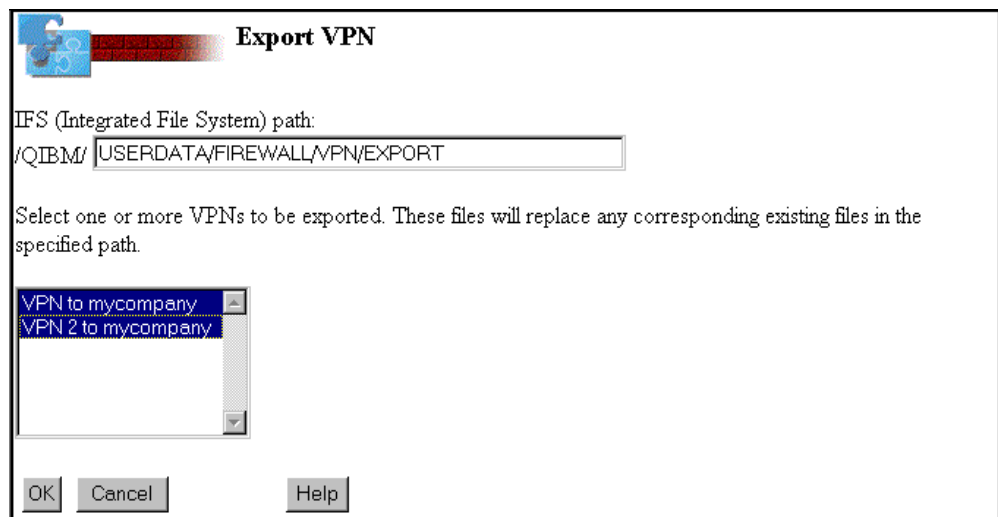 Export VPN
IFS (Integrated File System) path:
/QIBM/ USERDATA/FIREWALL/VPN/EXPORT
Select one or more VPNs to be exported. These files will replace any corresponding existing files in the
specified path.
VPN to mycompany
VPN 2 to mycompany
OK Cancel Help